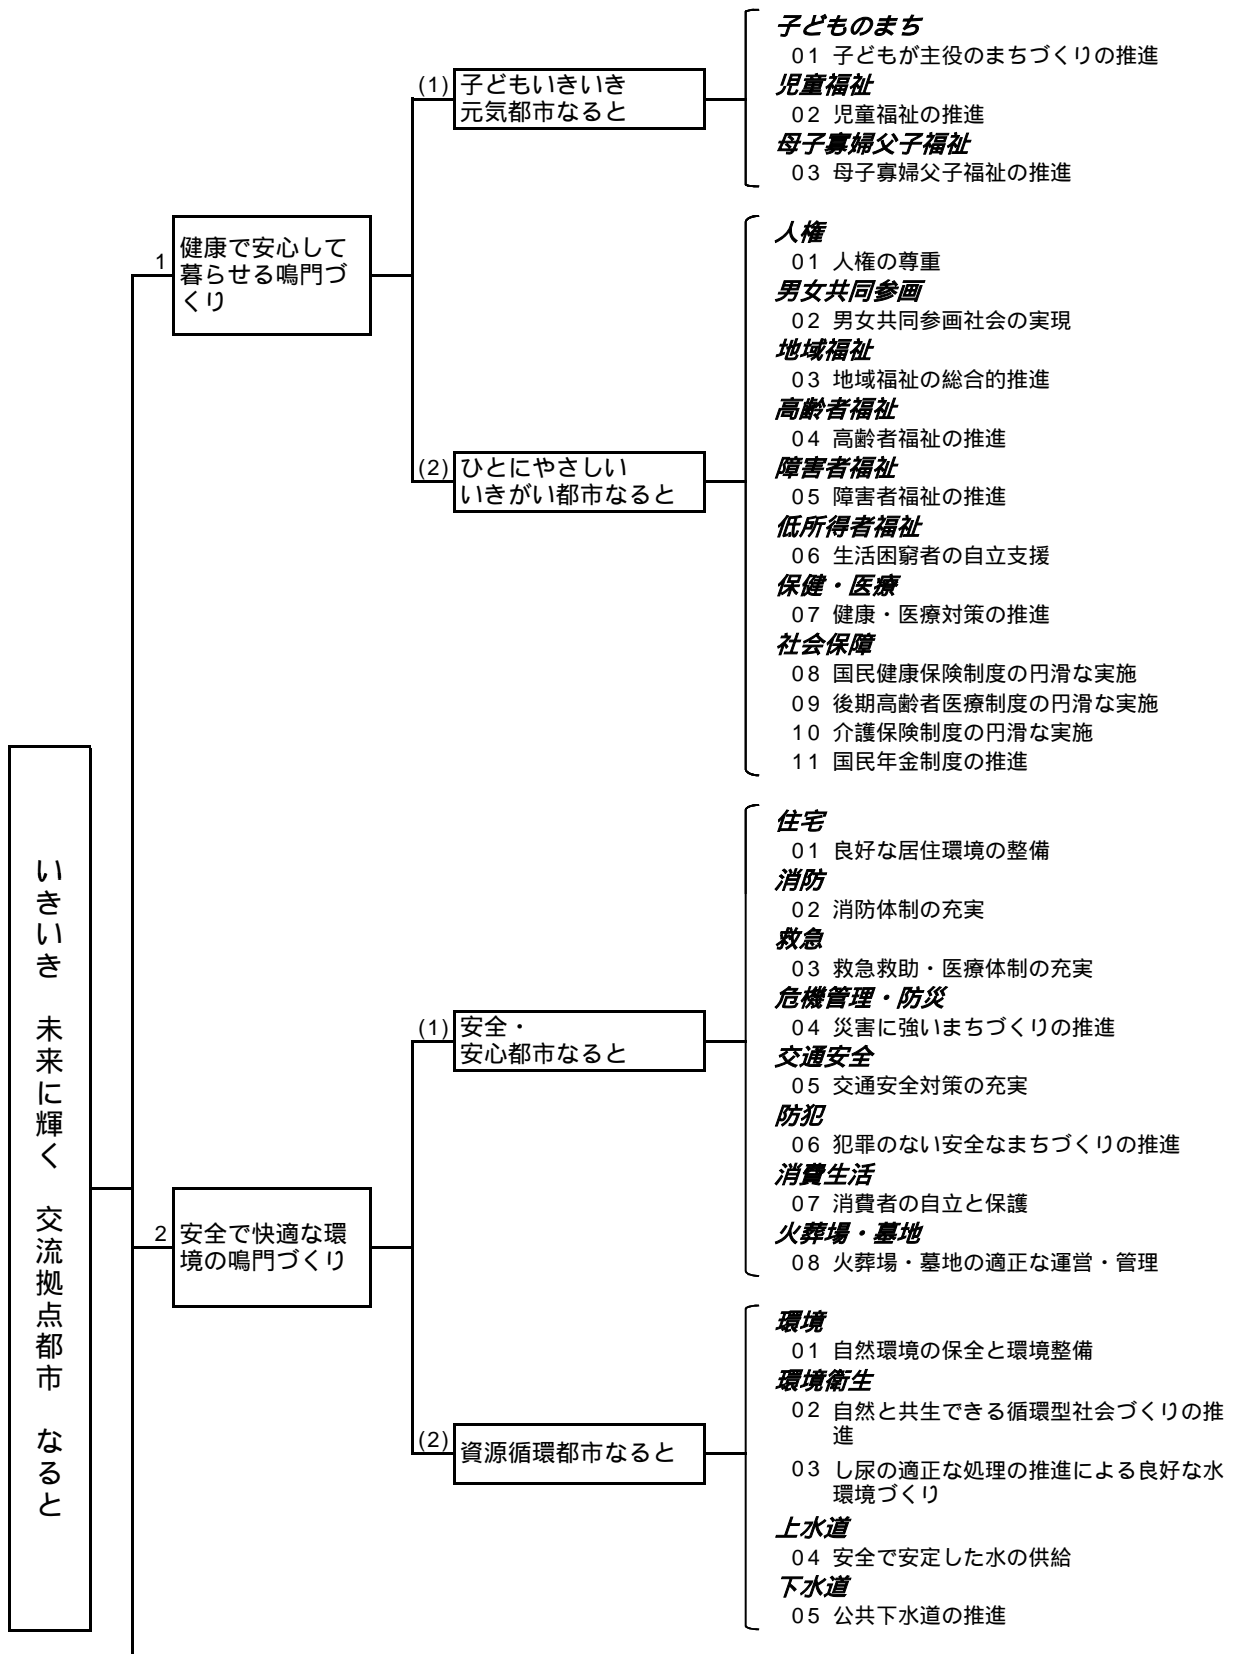 いきいき 未来に輝く 交流拠点都市 なると
1 健康で安心して
暮らせる鳴門づ
くり
(1) 子どもいきいき
元気都市なると
子どものまち
01 子どもが主役のまちづくりの推進
児童福祉
02 児童福祉の推進
母子寡婦父子福祉
03 母子寡婦父子福祉の推進
(2) ひとにやさしい
いきがい都市なると
人権
01 人権の尊重
男女共同参画
02 男女共同参画社会の実現
地域福祉
03 地域福祉の総合的推進
高齢者福祉
04 高齢者福祉の推進
障害者福祉
05 障害者福祉の推進
低所得者福祉
06 生活困窮者の自立支援
保健・医療
07 健康・医療対策の推進
社会保障
08 国民健康保険制度の円滑な実施
09 後期高齢者医療制度の円滑な実施
10 介護保険制度の円滑な実施
11 国民年金制度の推進
2 安全で快適な環
境の鳴門づくり
(1) 安全・
安心都市なると
住宅
01 良好な居住環境の整備
消防
02 消防体制の充実
救急
03 救急救助・医療体制の充実
危機管理・防災
04 災害に強いまちづくりの推進
交通安全
05 交通安全対策の充実
防犯
06 犯罪のない安全なまちづくりの推進
消費生活
07 消費者の自立と保護
火葬場・墓地
08 火葬場・墓地の適正な運営・管理
(2) 資源循環都市なると
環境
01 自然環境の保全と環境整備
環境衛生
02 自然と共生できる循環型社会づくりの推
進
03 し尿の適正な処理の推進による良好な水
環境づくり
上水道
04 安全で安定した水の供給
下水道
05 公共下水道の推進